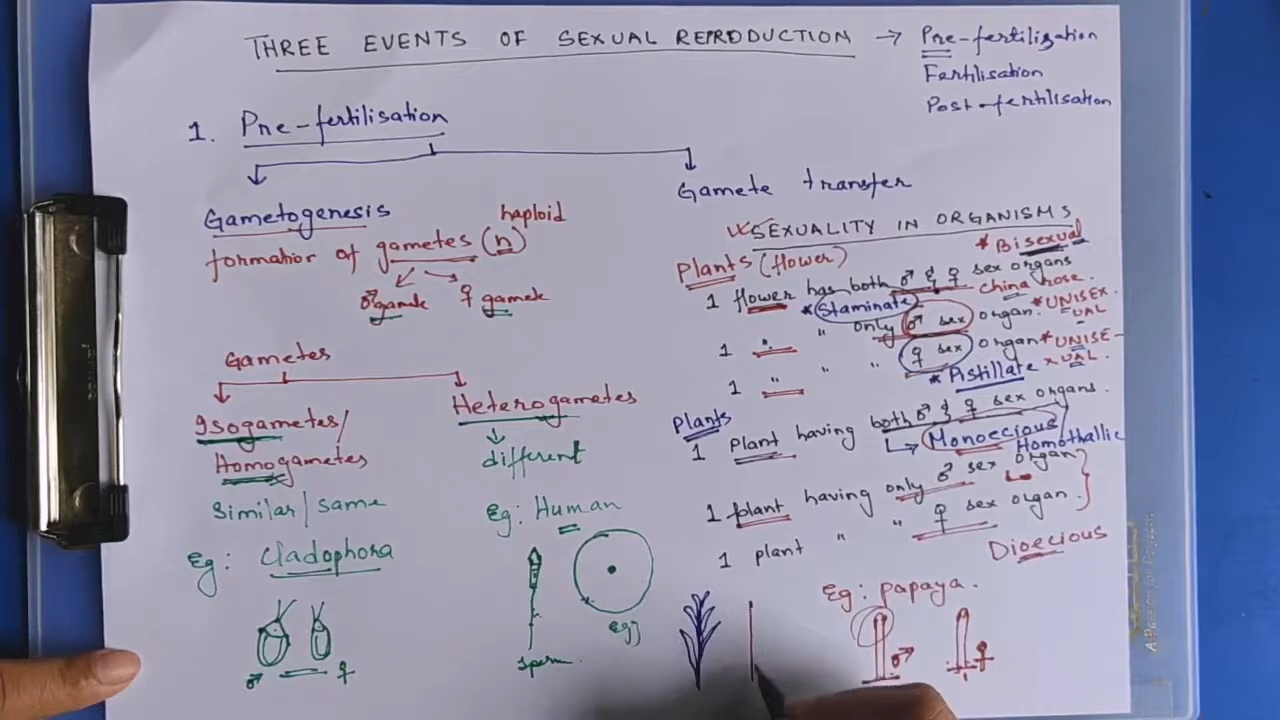 THREE EVENTS OF SEXUAL REPRODUCTION → Pre-fertilization
Fertilisation
Post-fertilisation
1. Pre-fertilisation
Gametogenesis
formation of gametes (n) haploid
♂ gamete ♀ gamete
Gametes
Isogametes/
Homogametes
Similar/same
Eg: Cladophora
♂ ♀
Heterogametes
different
Eg: Human
Sperm
egg
Gamete transfer
SEXUALITY IN ORGANISMS
Plants (flower)
* Bisexual
1 flower has both ♂ & ♀ sex organs
China rose.
* Staminate
1 " " only ♂ sex organ. * UNISEX
UAL
1 " " " ♀ sex organ * UNISE-
XUAL.
* Pistillate
Plants
1 Plant having both ♂ & ♀ sex organs.
Monoecious
Homothallic
1 plant having only ♂ sex organ
1 plant " " ♀ sex organ.
Dioecious
Eg: papaya.
♂ ♀